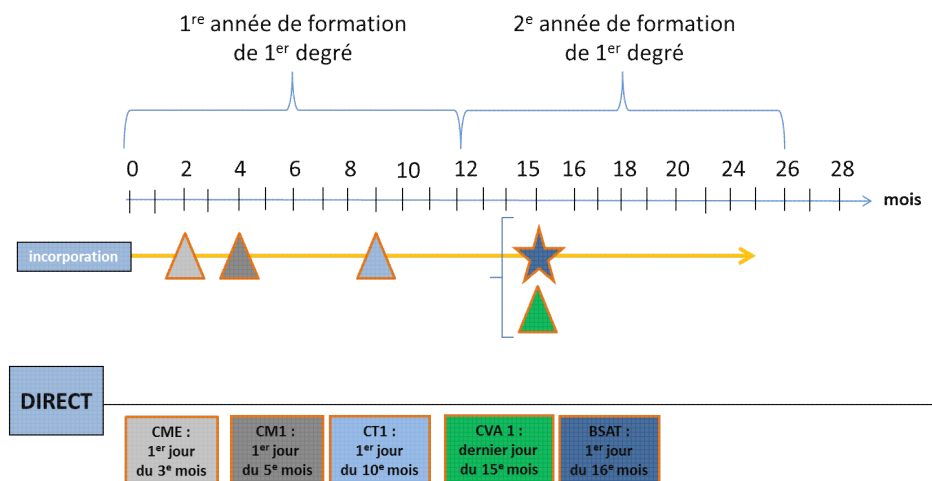 1re année de formation
de 1er degré
2e année de formation
de 1er degré
0 2 4 6 8 10 12 15 16 18 20 24 26 28
mois
incorporation
DIRECT
CME :
1er jour
du 3e mois
CM1 :
1er jour
du 5e mois
CT1 :
1er jour
du 10e mois
CVA 1 :
dernier jour
du 15e mois
BSAT :
1er jour
du 16e mois